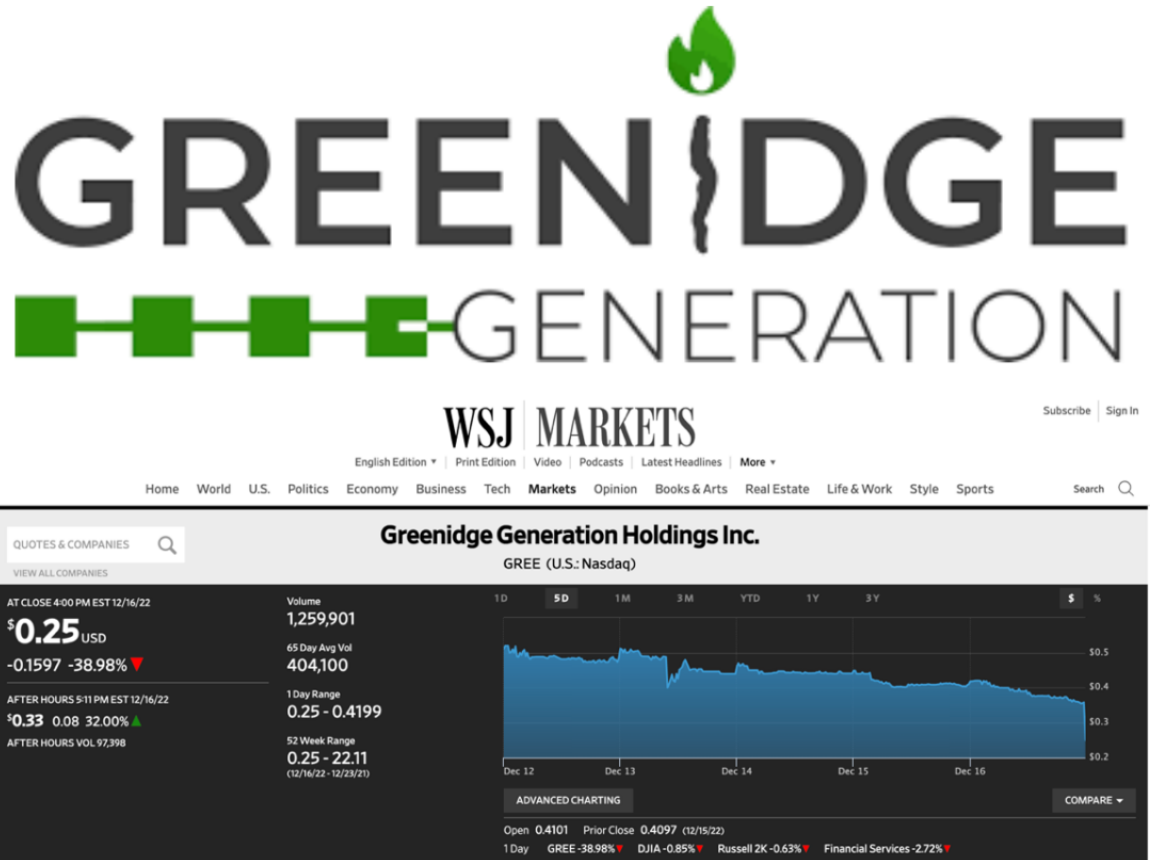 GREENIDGE
GENERATION
Subscribe Sign In
WSJ MARKETS
English Edition Print Edition Video Podcasts Latest Headlines More
Home World U.S. Politics Economy Business Tech Markets Opinion Books & Arts Real Estate Life & Work Style Sports Search
QUOTES & COMPANIES
VIEW ALL COMPANIES
Greenidge Generation Holdings Inc.
GREE (U.S.: Nasdaq)
AT CLOSE 4:00 PM EST 12/16/22
$0.25 USD
-0.1597 -38.98%
AFTER HOURS 5:11 PM EST 12/16/22
$0.33 0.08 32.00%
AFTER HOURS VOL 97,398
Volume
1,259,901
65 Day Avg Vol
404,100
1 Day Range
0.25 - 0.4199
52 Week Range
0.25 - 22.11
(12/16/22 - 12/23/21)
1D 5D 1M 3M YTD 1Y 3Y $ %
$0.5
$0.4
$0.3
$0.2
Dec 12 Dec 13 Dec 14 Dec 15 Dec 16
ADVANCED CHARTING COMPARE
Open 0.4101 Prior Close 0.4097 (12/15/22)
1 Day GREE -38.98% DJIA -0.85% Russell 2K -0.63% Financial Services -2.72%